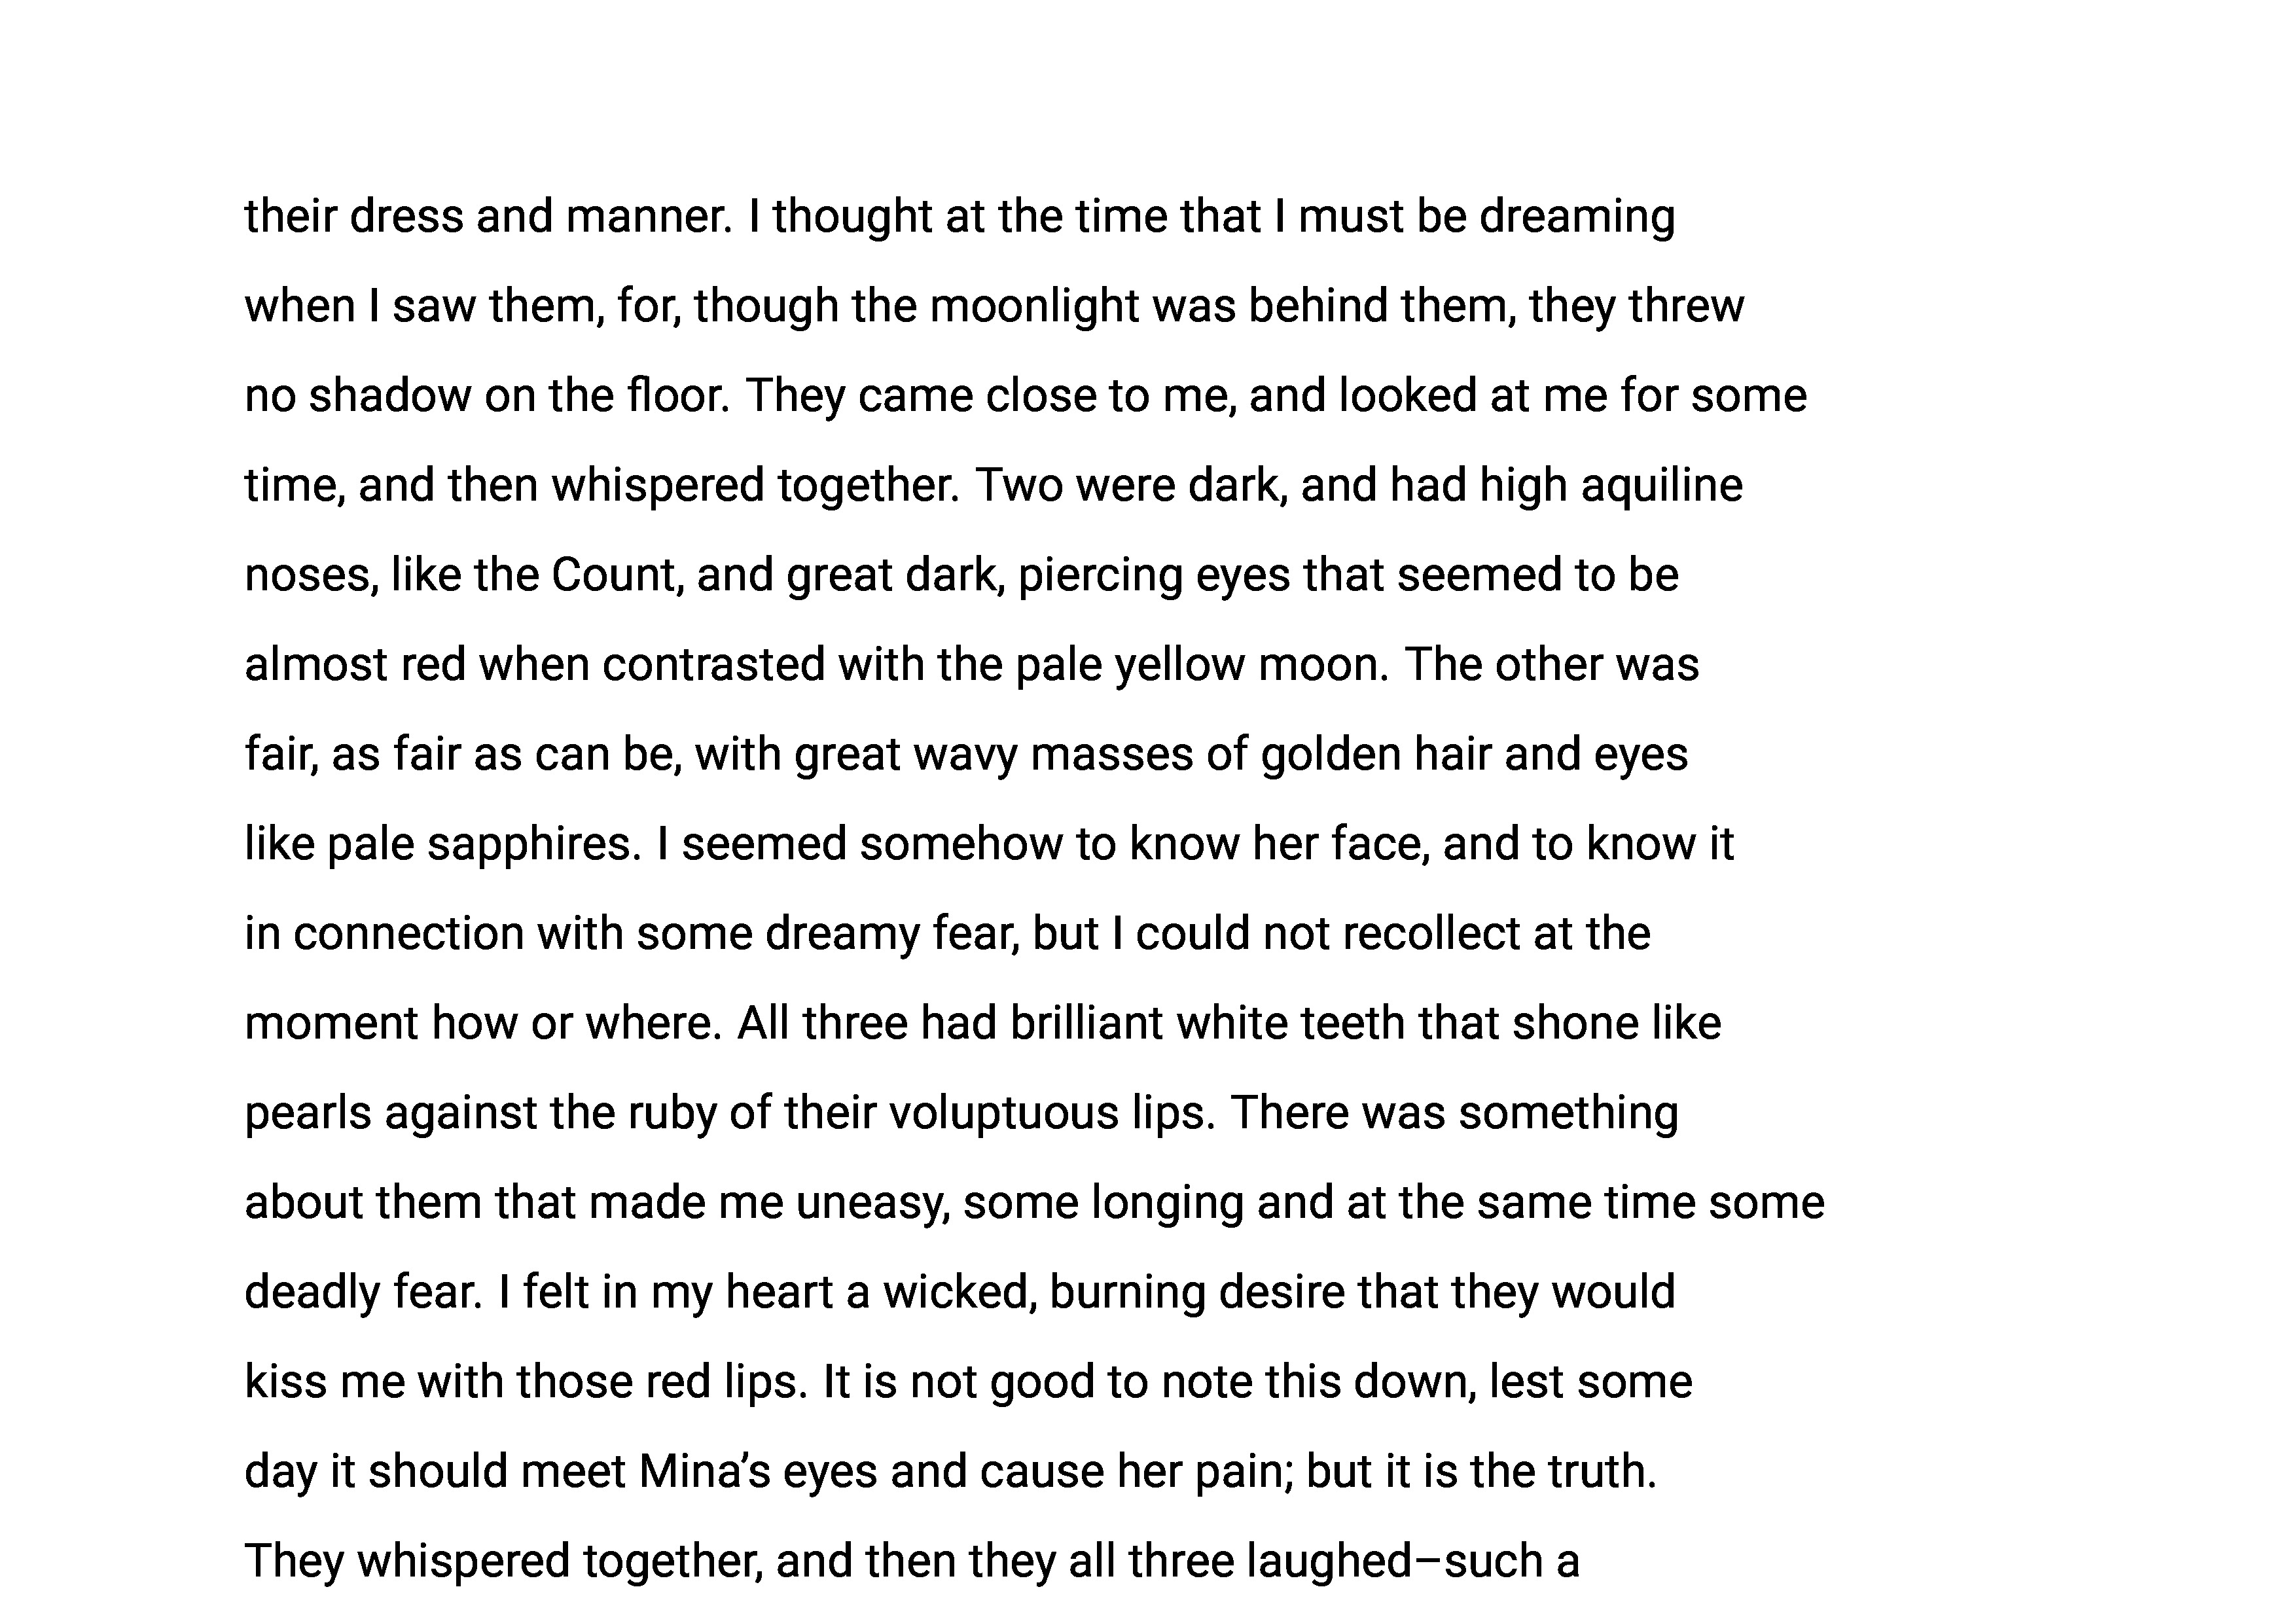 their dress and manner. I thought at the time that I must be dreaming
when I saw them, for, though the moonlight was behind them, they threw
no shadow on the floor. They came close to me, and looked at me for some
time, and then whispered together. Two were dark, and had high aquiline
noses, like the Count, and great dark, piercing eyes that seemed to be
almost red when contrasted with the pale yellow moon. The other was
fair, as fair as can be, with great wavy masses of golden hair and eyes
like pale sapphires. I seemed somehow to know her face, and to know it
in connection with some dreamy fear, but I could not recollect at the
moment how or where. All three had brilliant white teeth that shone like
pearls against the ruby of their voluptuous lips. There was something
about them that made me uneasy, some longing and at the same time some
deadly fear. I felt in my heart a wicked, burning desire that they would
kiss me with those red lips. It is not good to note this down, lest some
day it should meet Mina’s eyes and cause her pain; but it is the truth.
They whispered together, and then they all three laughed–such a